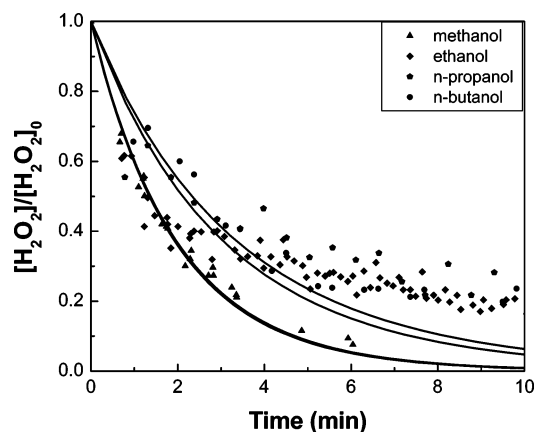 1.0
0.8
0.6
0.4
0.2
0.0
[H2O2]/[H2O2]0
methanol
ethanol
n-propanol
n-butanol
0 2 4 6 8 10
Time (min)